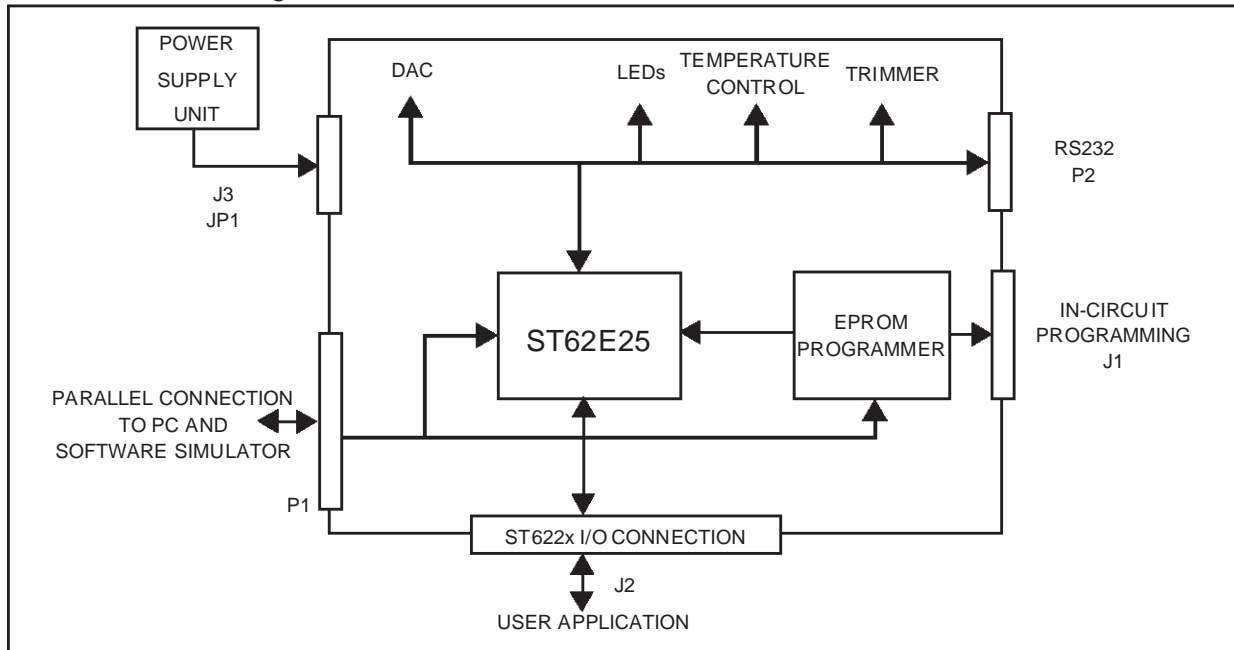 POWER
SUPPLY
UNIT
DAC
LEDs
TEMPERATURE
CONTROL
TRIMMER
J3
JP1
RS232
P2
ST62E25
EPROM
PROGRAMMER
IN-CIRCUIT
PROGRAMMING
J1
PARALLEL CONNECTION
TO PC AND
SOFTWARE SIMULATOR
P1
ST622x I/O CONNECTION
J2
USER APPLICATION